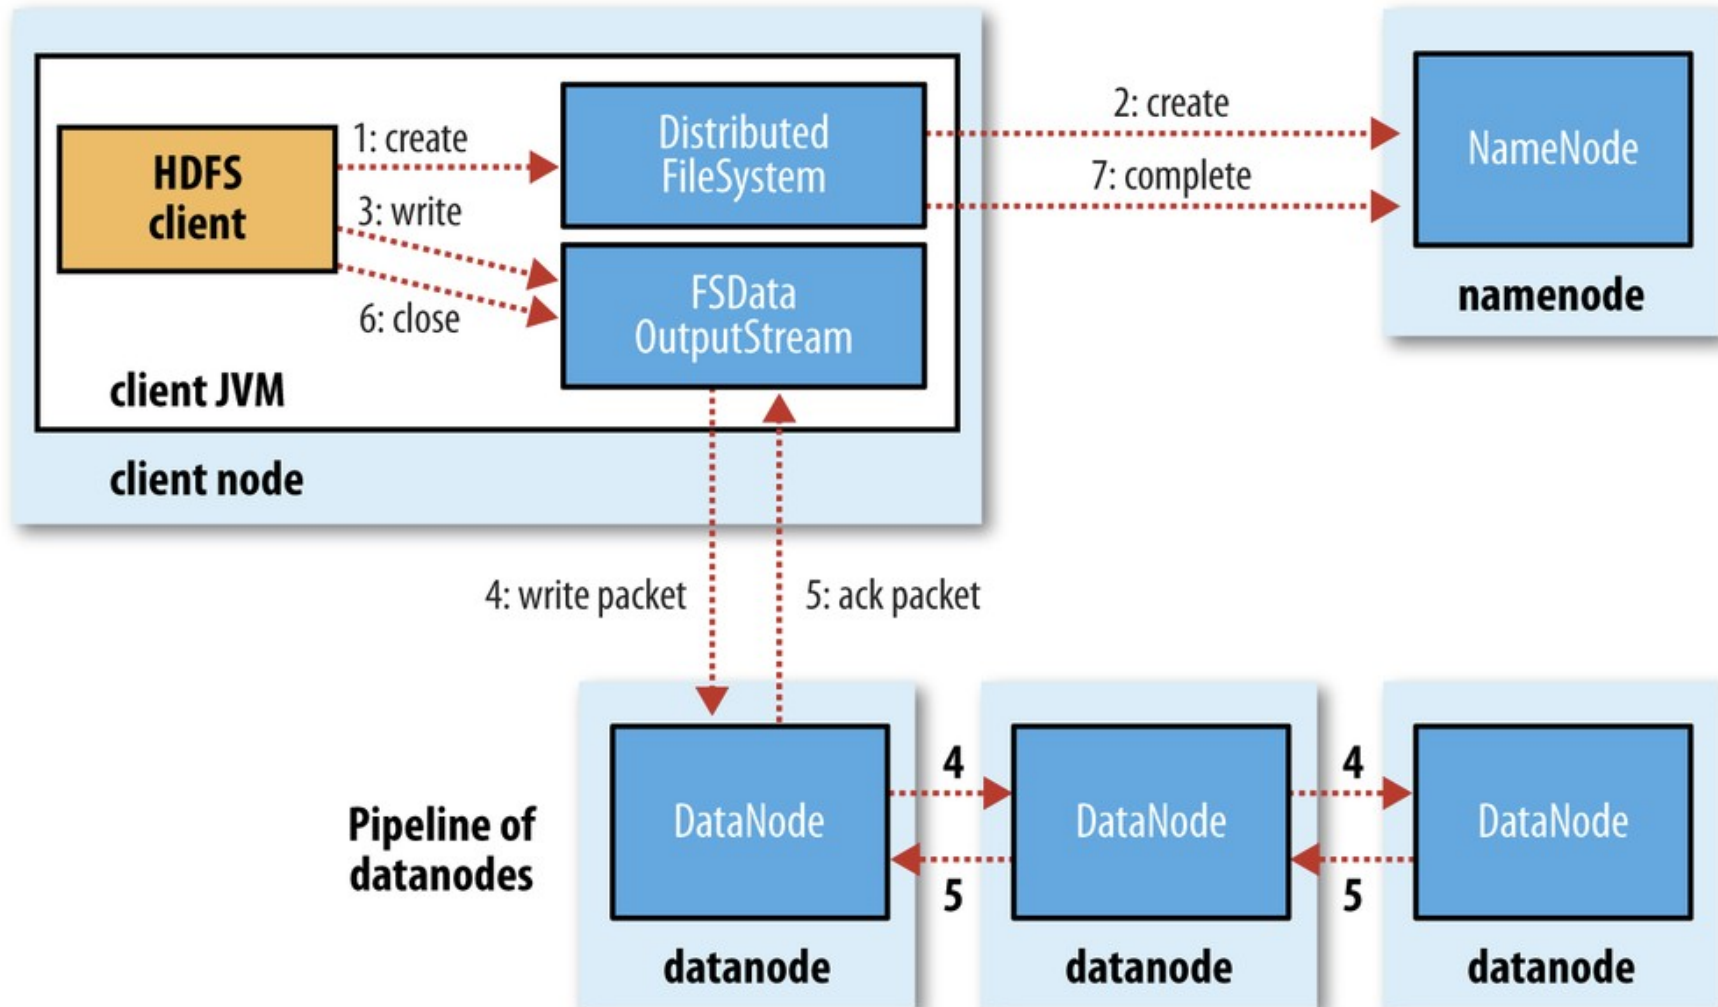 1: create
HDFS
client
3: write
6: close
Distributed
FileSystem
FSData
OutputStream
client JVM
client node
2: create
7: complete
NameNode
namenode
4: write packet
5: ack packet
Pipeline of
datanodes
DataNode
4
5
DataNode
4
5
DataNode
datanode
datanode
datanode